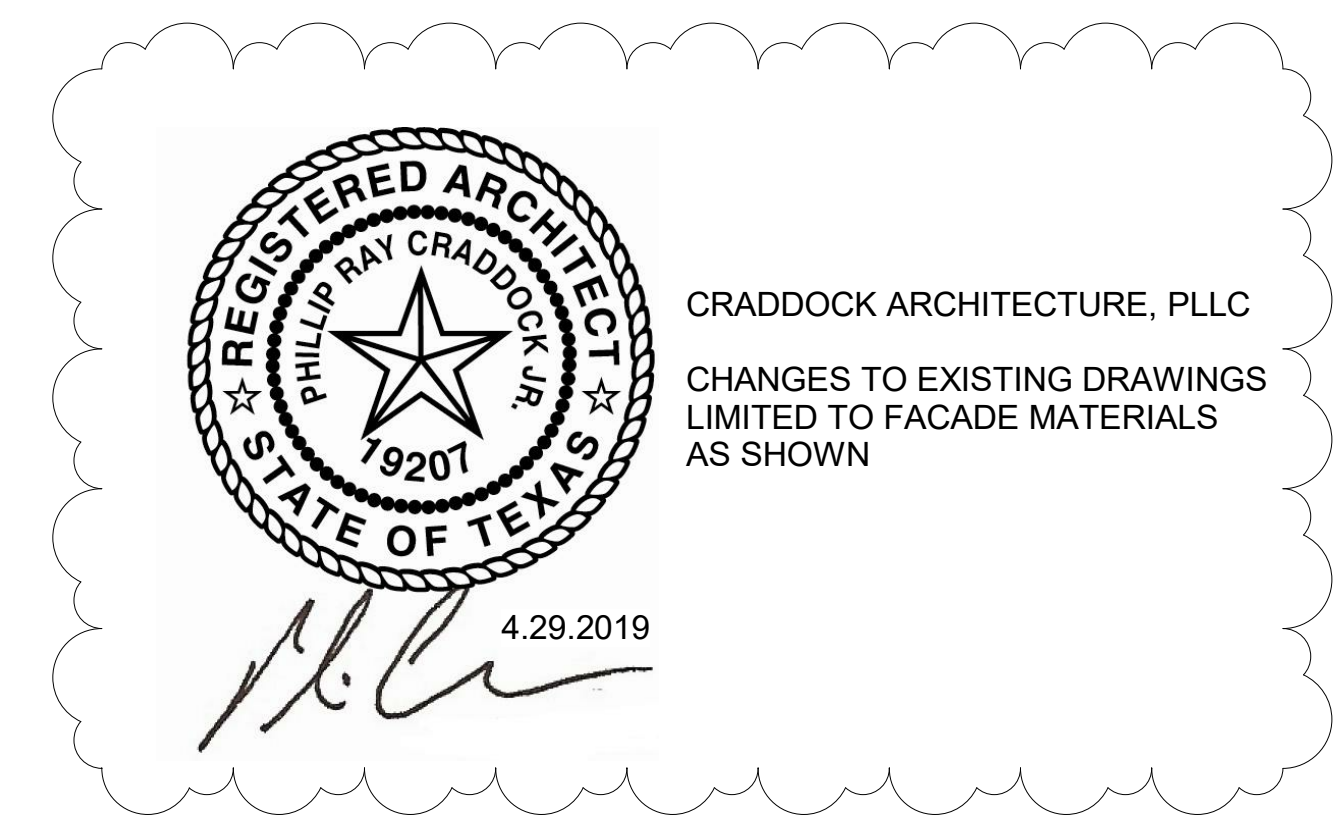 REGISTERED ARCHITECT
PHILLIP RAY CRADDOCK JR.
19207
STATE OF TEXAS
4.29.2019
CRADDOCK ARCHITECTURE, PLLC
CHANGES TO EXISTING DRAWINGS
LIMITED TO FACADE MATERIALS
AS SHOWN